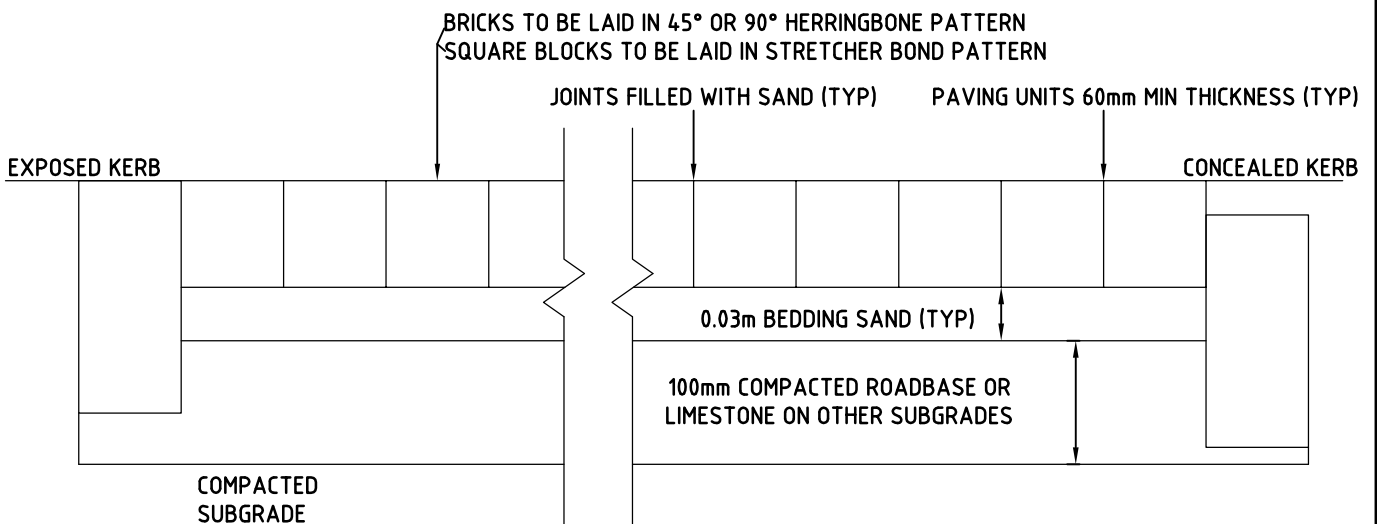 BRICKS TO BE LAID IN 45° OR 90° HERRINGBONE PATTERN
SQUARE BLOCKS TO BE LAID IN STRETCHER BOND PATTERN
JOINTS FILLED WITH SAND (TYP)
PAVING UNITS 60mm MIN THICKNESS (TYP)
EXPOSED KERB
CONCEALED KERB
0.03m BEDDING SAND (TYP)
100mm COMPACTED ROADBASE OR
LIMESTONE ON OTHER SUBGRADES
COMPACTED
SUBGRADE